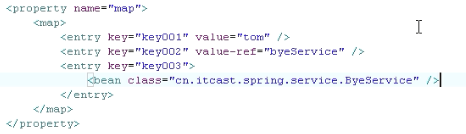 <property name="map">
<map>
<entry key="key001" value="tom" />
<entry key="key002" value-ref="byeService" />
<entry key="key003">
<bean class="cn.itcast.spring.service.ByeService" />
</entry>
</map>
</property>